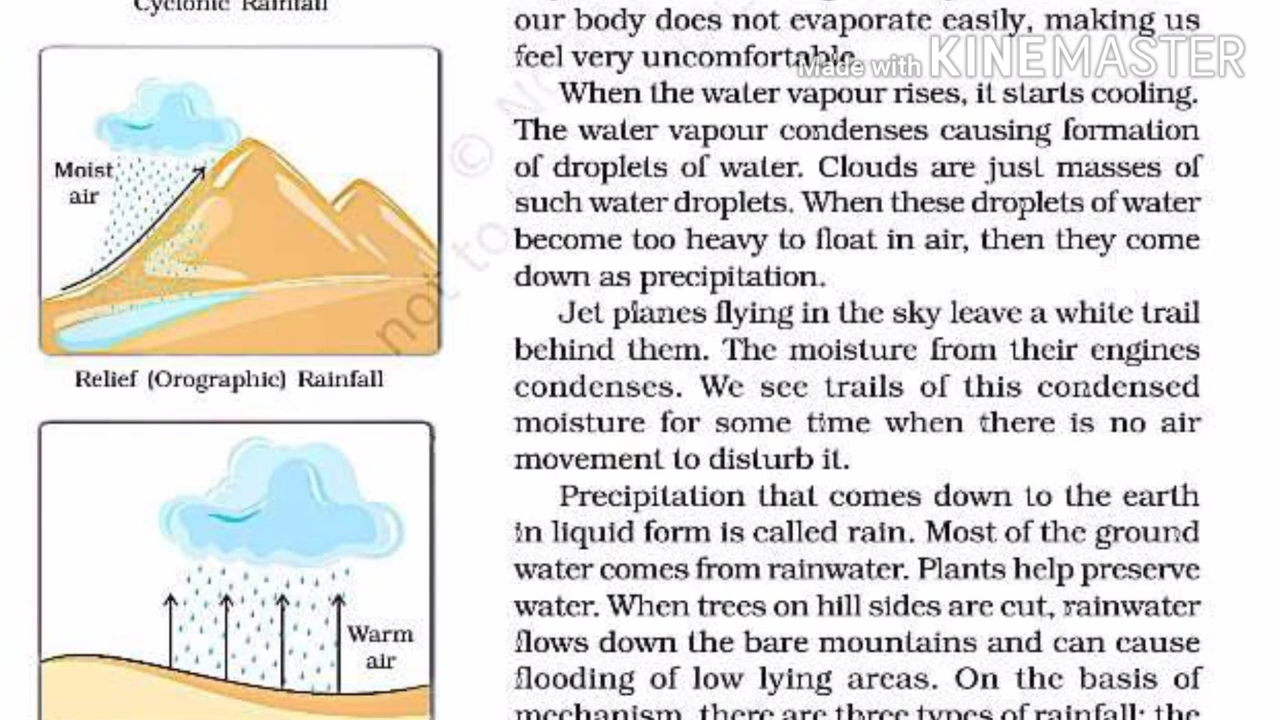 Cyclonic Rainfall
Moist
air
Relief (Orographic) Rainfall
Warm
air
our body does not evaporate easily, making us
feel very uncomfortable.
Made with KINEMASTER
When the water vapour rises, it starts cooling.
The water vapour condenses causing formation
of droplets of water. Clouds are just masses of
such water droplets. When these droplets of water
become too heavy to float in air, then they come
down as precipitation.
Jet planes flying in the sky leave a white trail
behind them. The moisture from their engines
condenses. We see trails of this condensed
moisture for some time when there is no air
movement to disturb it.
Precipitation that comes down to the earth
in liquid form is called rain. Most of the ground
water comes from rainwater. Plants help preserve
water. When trees on hill sides are cut, rainwater
flows down the bare mountains and can cause
flooding of low lying areas. On the basis of
mechanism, there are three types of rainfall: the
© N
not to